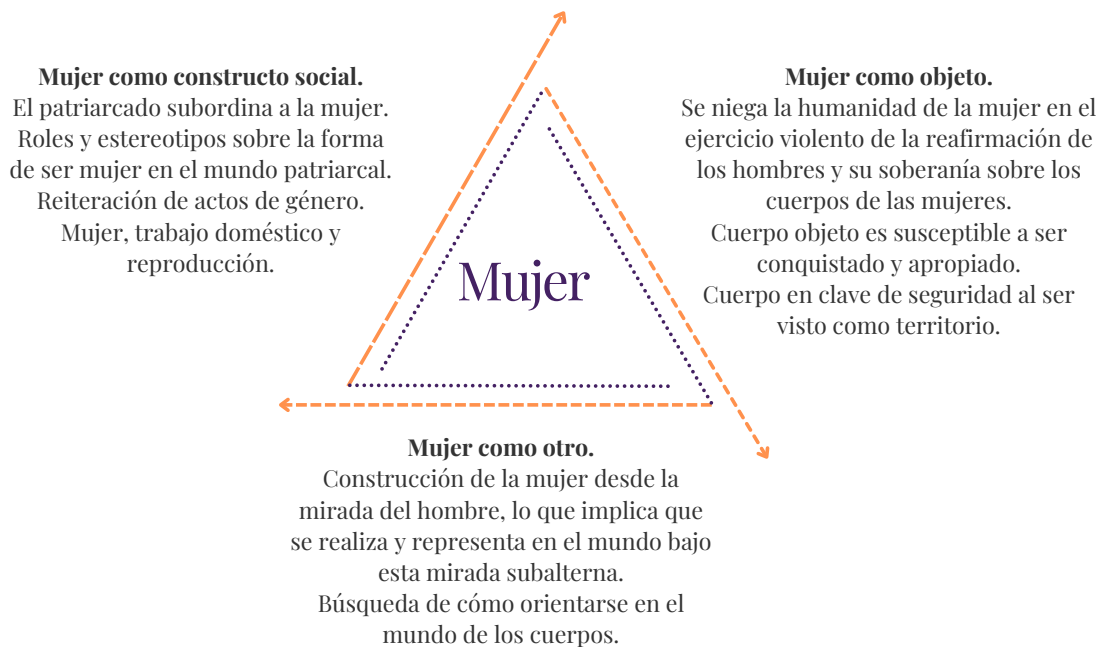 Mujer como constructo social.
El patriarcado subordina a la mujer.
Roles y estereotipos sobre la forma
de ser mujer en el mundo patriarcal.
Reiteración de actos de género.
Mujer, trabajo doméstico y
reproducción.
Mujer como objeto.
Se niega la humanidad de la mujer en el
ejercicio violento de la reafirmación de
los hombres y su soberanía sobre los
cuerpos de las mujeres.
Cuerpo objeto es susceptible a ser
conquistado y apropiado.
Cuerpo en clave de seguridad al ser
visto como territorio.
Mujer
Mujer como otro.
Construcción de la mujer desde la
mirada del hombre, lo que implica que
se realiza y representa en el mundo bajo
esta mirada subalterna.
Búsqueda de cómo orientarse en el
mundo de los cuerpos.